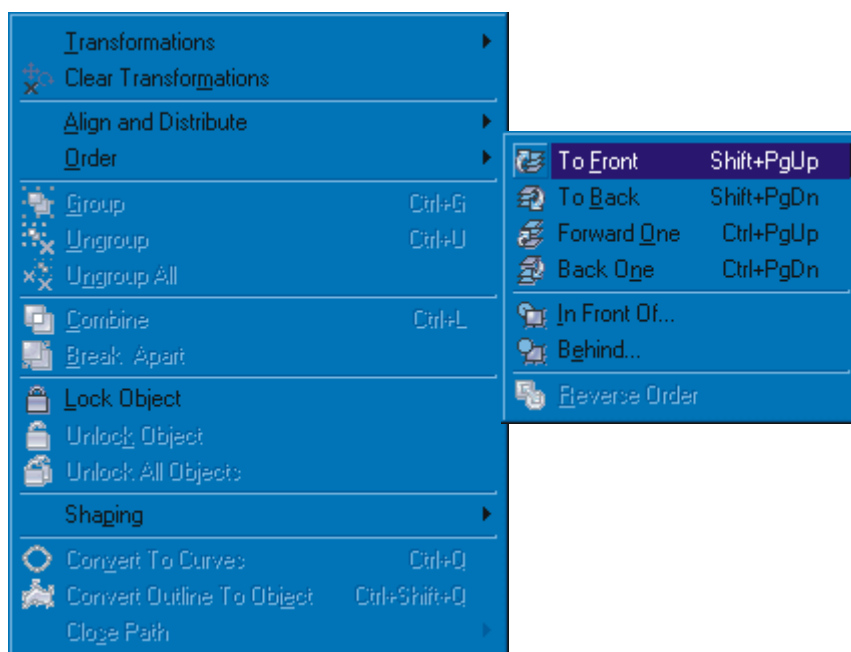 Transformations
Clear Transformations
Align and Distribute
Order
Group Ctrl+G
Ungroup Ctrl+U
Ungroup All
Combine Ctrl+L
Break Apart
Lock Object
Unlock Object
Unlock All Objects
Shaping
Convert To Curves Ctrl+Q
Convert Outline To Object Ctrl+Shift+Q
Close Path
To Front Shift+PgUp
To Back Shift+PgDn
Forward One Ctrl+PgUp
Back One Ctrl+PgDn
In Front Of...
Behind...
Reverse Order